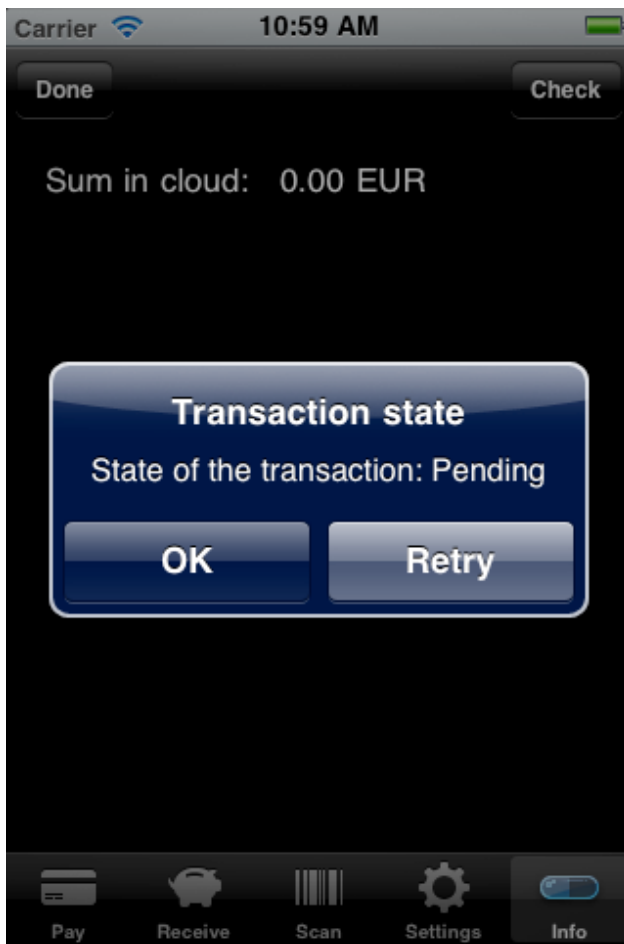 Carrier 10:59 AM
Done Check
Sum in cloud: 0.00 EUR
Transaction state
State of the transaction: Pending
OK Retry
Pay Receive Scan Settings Info